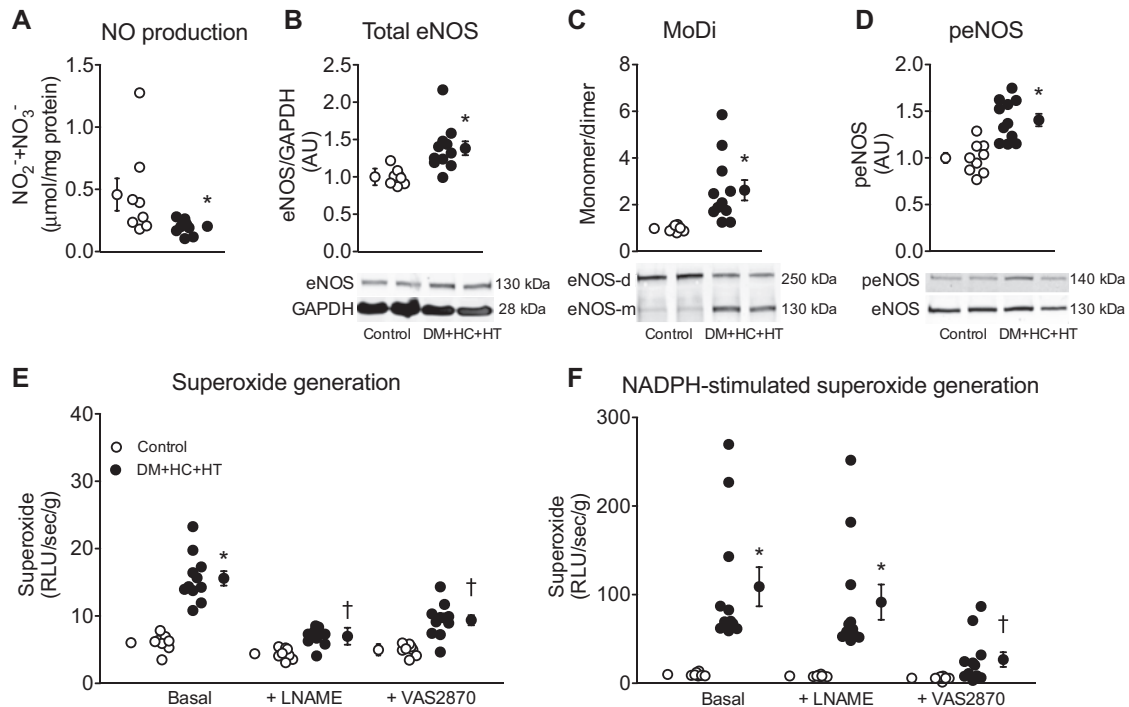 A NO production
NO2-+NO3-
(μmol/mg protein)
1.5
1.0
0.5
0.0
*
B Total eNOS
eNOS/GAPDH
(AU)
2.5
2.0
1.5
1.0
0.5
0.0
*
eNOS 130 kDa
GAPDH 28 kDa
Control DM+HC+HT
C MoDi
Monomer/dimer
8
6
4
2
0
*
eNOS-d 250 kDa
eNOS-m 130 kDa
Control DM+HC+HT
D peNOS
peNOS
(AU)
2.0
1.5
1.0
0.5
0.0
*
peNOS 140 kDa
eNOS 130 kDa
Control DM+HC+HT
E Superoxide generation
Superoxide
(RLU/sec/g)
40
30
20
10
0
Control
DM+HC+HT
*
†
†
Basal + LNAME + VAS2870
F NADPH-stimulated superoxide generation
Superoxide
(RLU/sec/g)
300
200
100
0
*
*
†
Basal + LNAME + VAS2870